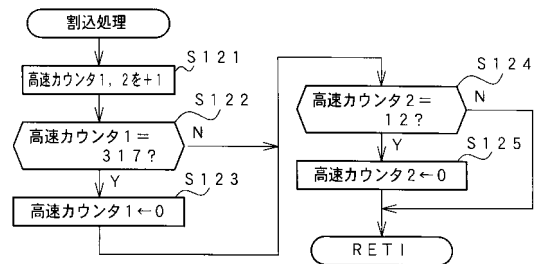 割込処理
S121
高速カウンタ1, 2を+1
S122
高速カウンタ1=
317?
N
Y
S123
高速カウンタ1←0
S124
高速カウンタ2=
12?
N
Y
S125
高速カウンタ2←0
RETI